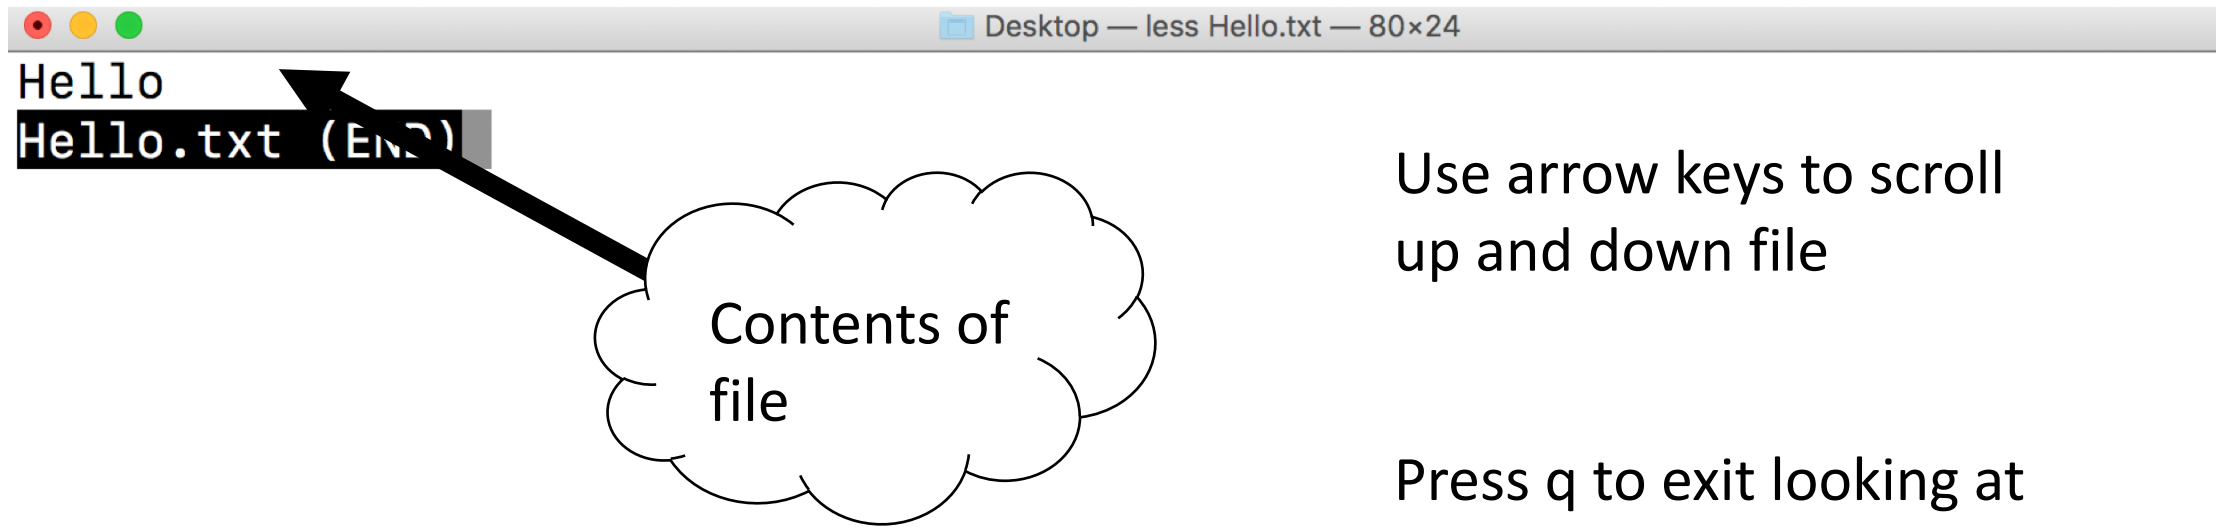 Desktop — less Hello.txt — 80×24
Hello
Hello.txt (END)
Use arrow keys to scroll
up and down file
Contents of
file
Press q to exit looking at